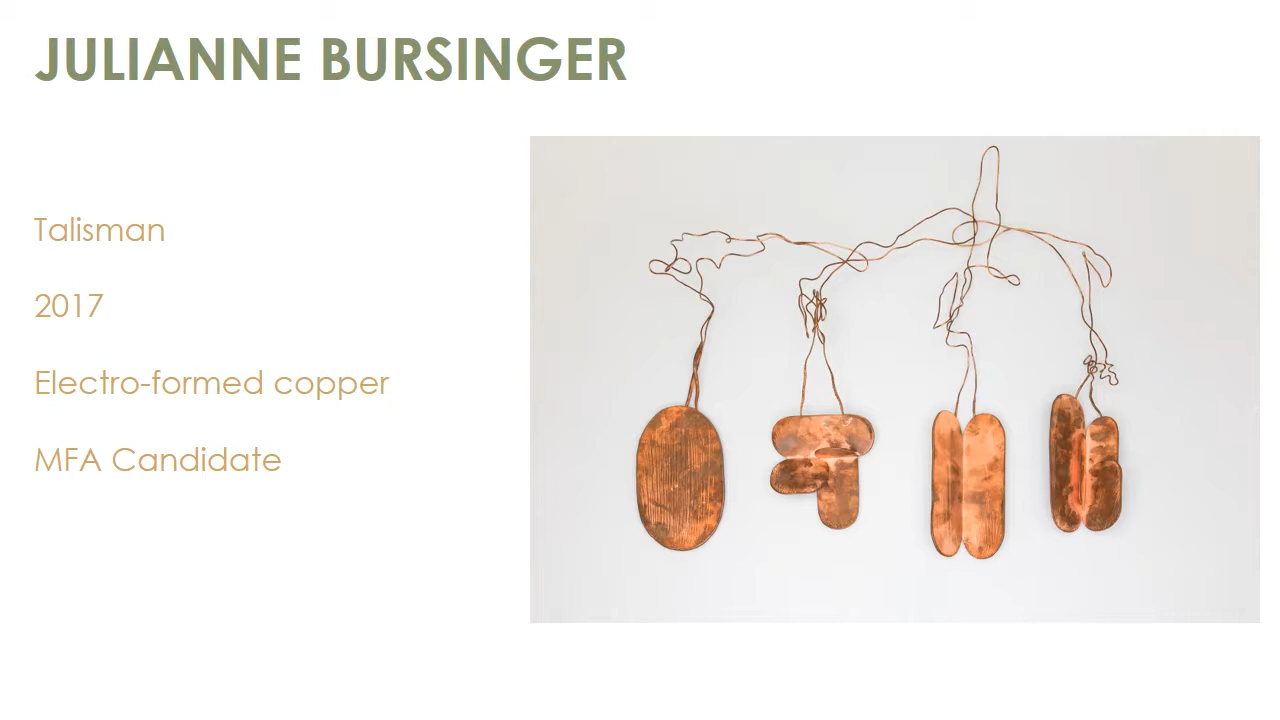 JULIANNE BURSINGER
Talisman
2017
Electro-formed copper
MFA Candidate